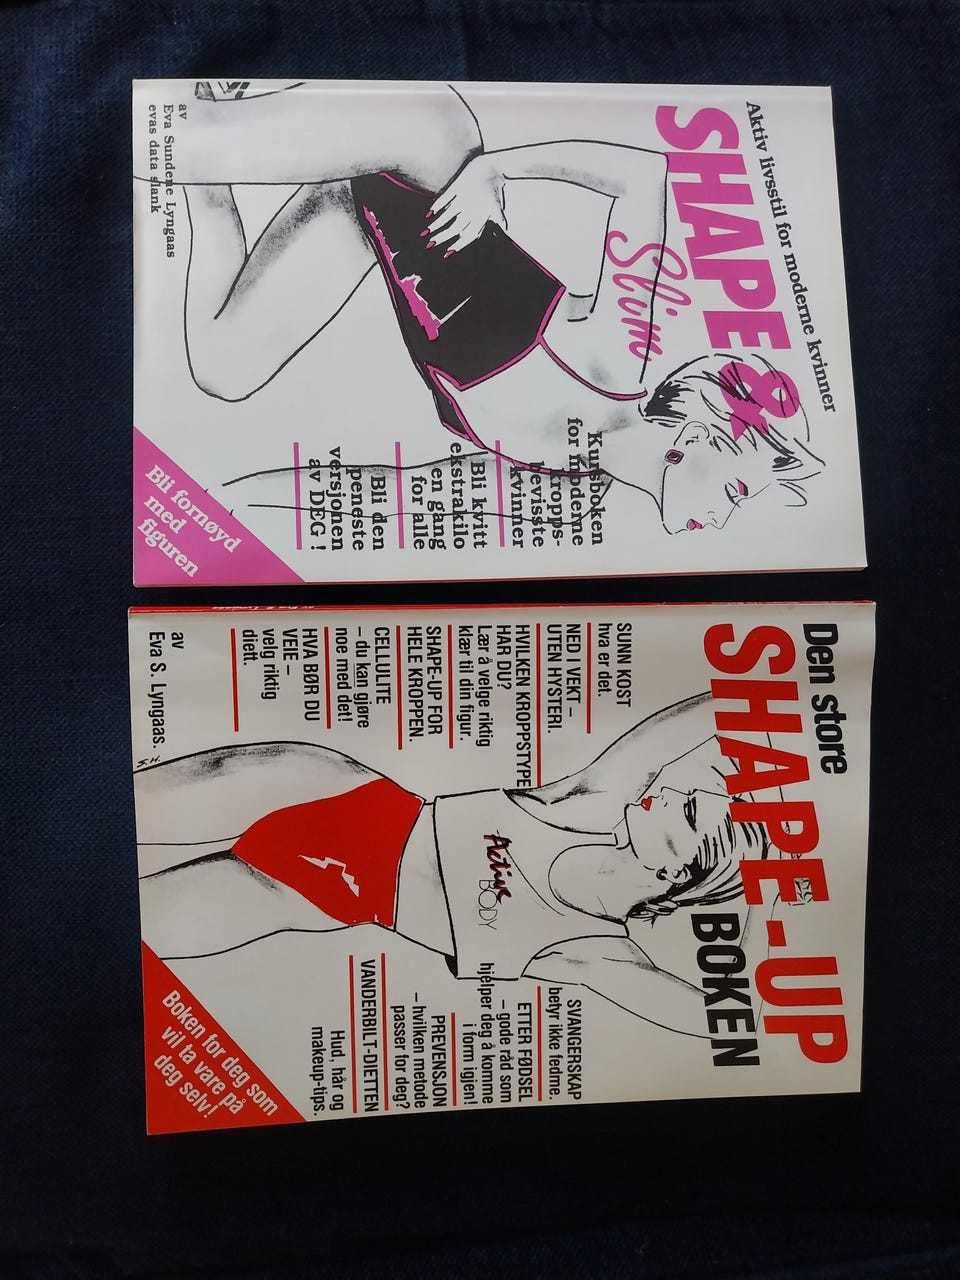 Aktiv livsstil for moderne kvinner
SHAPE &
Slim
Kursboken
for moderne
kropps-
bevisste
kvinner
Bli kvitt
ekstrakilo
en gang
for alle
Bli den
peneste
versjonen
av DEG !
av
Eva Sundene Lyngaas
evas data slank
Bli fornøyd
med
figuren
Den store
SHAPE-UP
BOKEN
SUNN KOST
hva er det.
NED I VEKT –
UTEN HYSTERI.
HVILKEN KROPPSTYPE
HAR DU?
Lær å velge riktig
klær til din figur.
SHAPE-UP FOR
HELE KROPPEN.
CELLULITE
– du kan gjøre
noe med det!
HVA BØR DU
VEIE –
velg riktig
diett.
Active
BODY
SVANGERSKAP
betyr ikke fedme.
ETTER FØDSEL
– gode råd som
hjelper deg å komme
i form igjen!
PREVENSJON
– hvilken metode
passer for deg?
VANDERBILT-DIETTEN
Hud, hår og
makeup-tips.
av
Eva S. Lyngaas.
S.H.
Boken for deg som
vil ta vare på
deg selv!